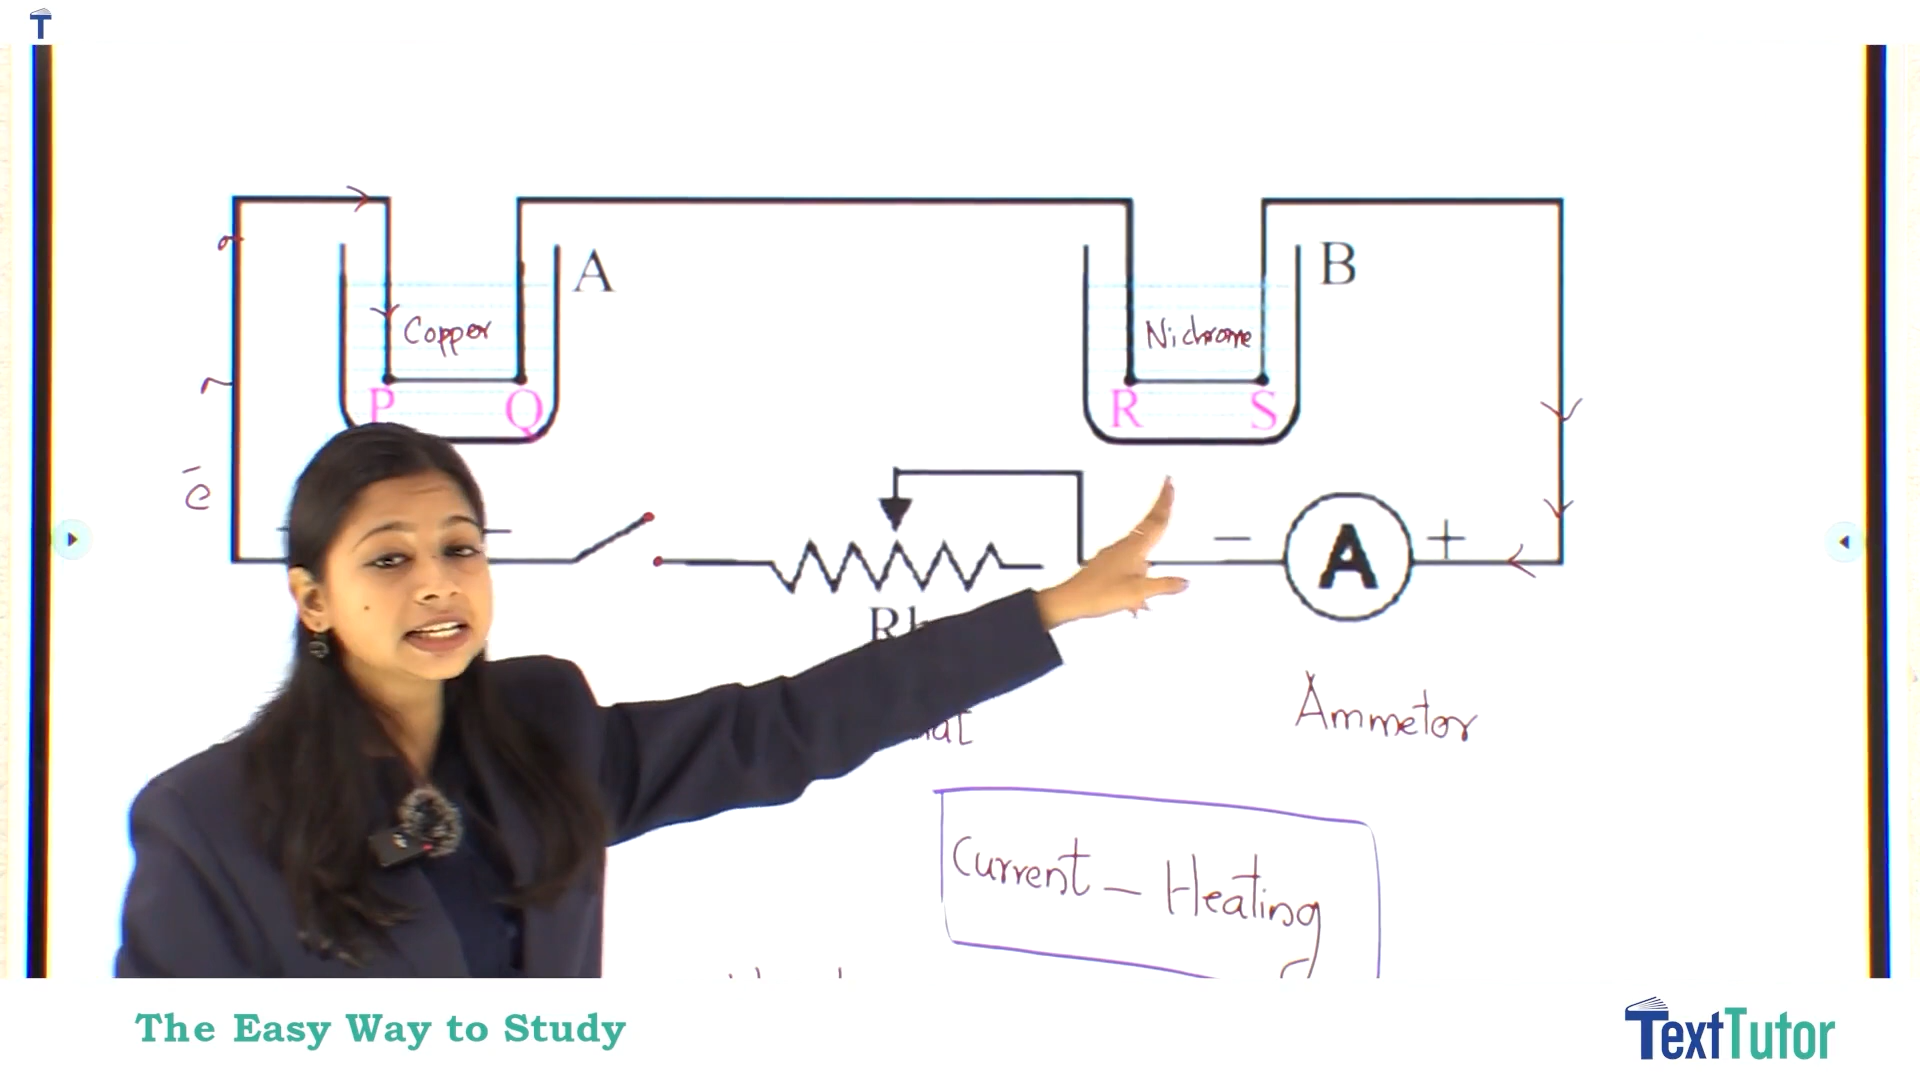 T
A
B
Copper
Nichrome
P
Q
R
S
e
A
− +
Rh
Ammetor
Current – Heating
The Easy Way to Study
TextTutor